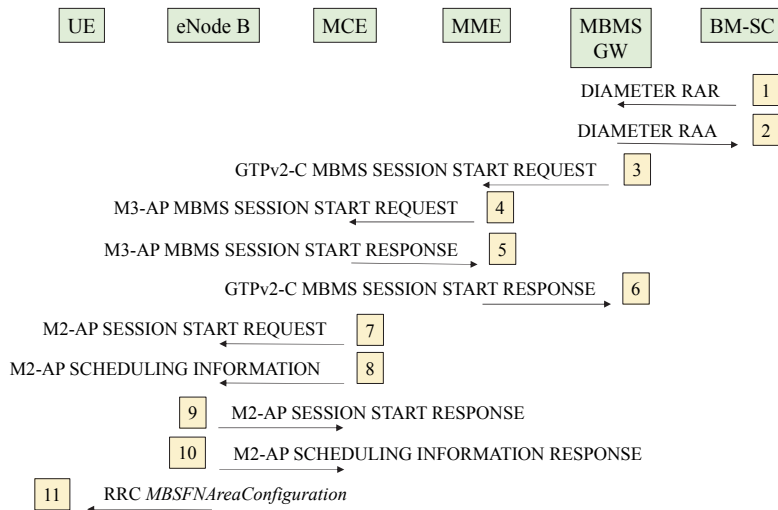 UE
eNode B
MCE
MME
MBMS
GW
BM-SC
DIAMETER RAR 1
DIAMETER RAA 2
GTPv2-C MBMS SESSION START REQUEST 3
M3-AP MBMS SESSION START REQUEST 4
M3-AP MBMS SESSION START RESPONSE 5
GTPv2-C MBMS SESSION START RESPONSE 6
M2-AP SESSION START REQUEST 7
M2-AP SCHEDULING INFORMATION 8
9 M2-AP SESSION START RESPONSE
10 M2-AP SCHEDULING INFORMATION RESPONSE
11 RRC MBSFNAreaConfiguration